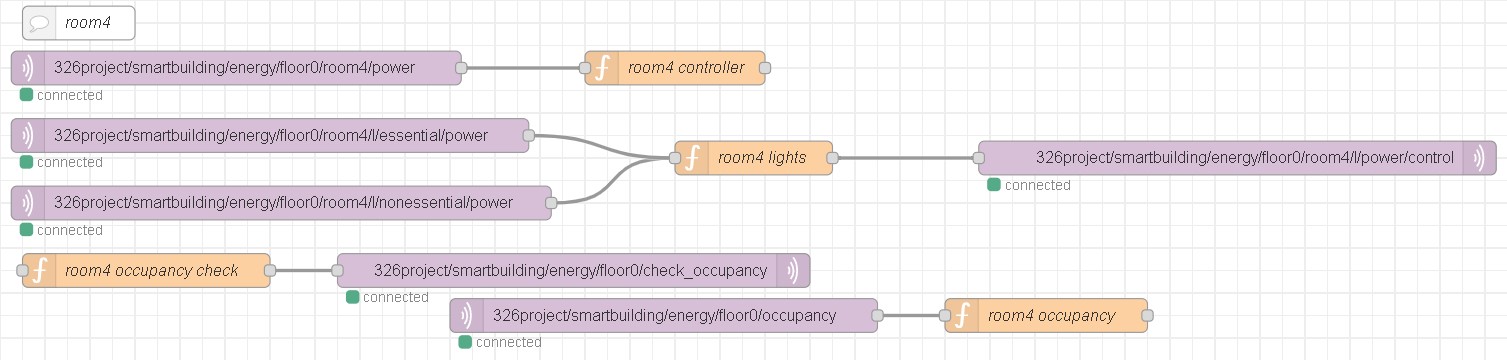 room4
326project/smartbuilding/energy/floor0/room4/power
room4 controller
connected
326project/smartbuilding/energy/floor0/room4/l/essential/power
connected
room4 lights
326project/smartbuilding/energy/floor0/room4/l/power/control
connected
326project/smartbuilding/energy/floor0/room4/l/nonessential/power
connected
room4 occupancy check
326project/smartbuilding/energy/floor0/check_occupancy
connected
326project/smartbuilding/energy/floor0/occupancy
room4 occupancy
connected